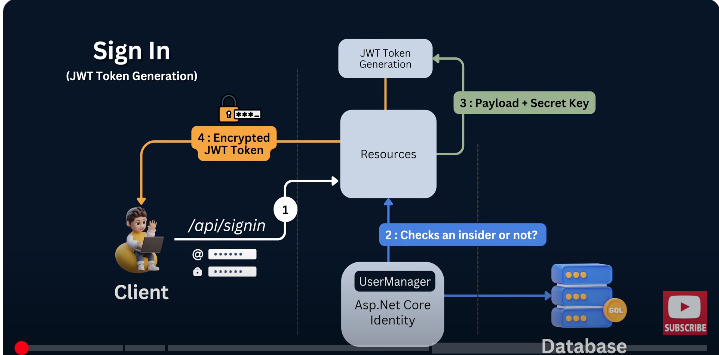 Sign In
(JWT Token Generation)
JWT Token
Generation
3 : Payload + Secret Key
4 : Encrypted
JWT Token
Resources
1
/api/signin
@
2 : Checks an insider or not?
Client
UserManager
Asp.Net Core
Identity
SQL
SUBSCRIBE
Database